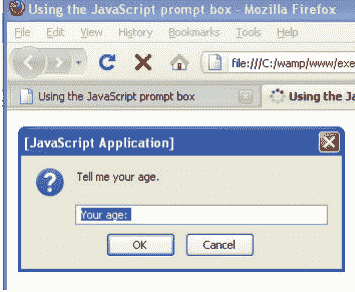 Using the JavaScript prompt box - Mozilla Firefox
File Edit View History Bookmarks Tools Help
file:///C:/wamp/www/exe
Using the JavaScript prompt box
Using the Ja
[JavaScript Application]
Tell me your age.
Your age:
OK Cancel